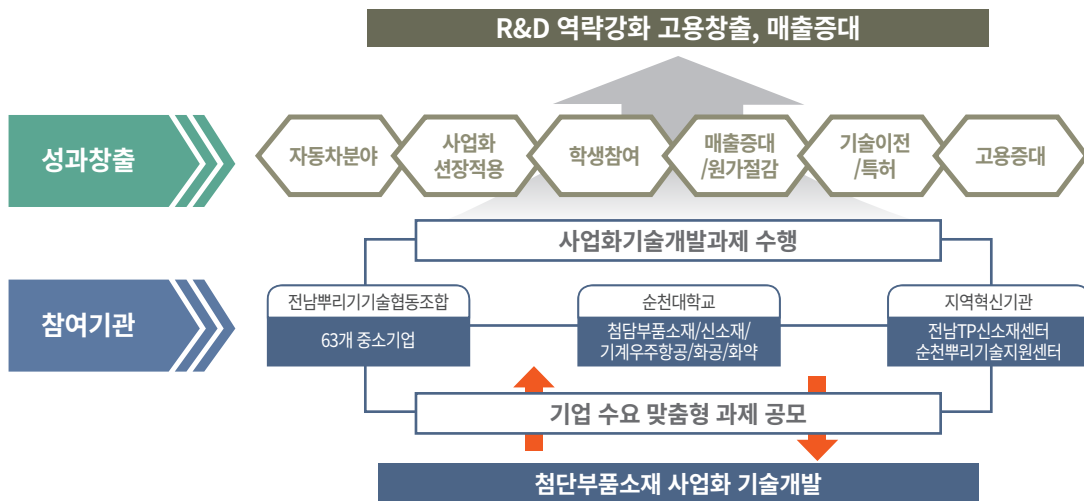 R&D 역략강화 고용창출, 매출증대
성과창출
자동차분야
사업화
션장적용
학생참여
매출증대
/원가절감
기술이전
/특허
고용증대
사업화기술개발과제 수행
참여기관
전남뿌리기기술협동조합
63개 중소기업
순천대학교
첨담부품소재/신소재/
기계우주항공/화공/화약
지역혁신기관
전남TP신소재센터
순천뿌리기술지원센터
기업 수요 맞춤형 과제 공모
첨단부품소재 사업화 기술개발